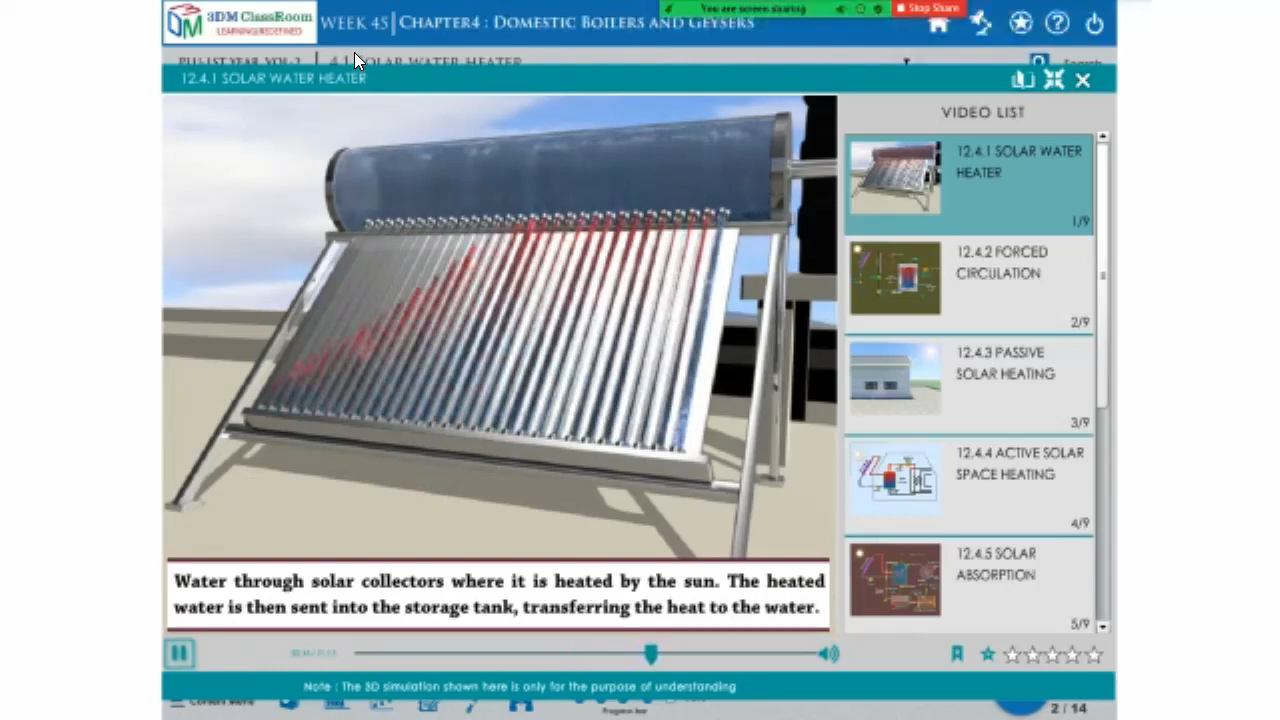 You are screen sharing
Stop Share
3DM CLASSROOM
LEARNING REDEFINED
WEEK 45 | CHAPTER4 : DOMESTIC BOILERS AND GEYSERS
SOLAR WATER HEATER
12.4.1 SOLAR WATER HEATER
VIDEO LIST
12.4.1 SOLAR WATER
HEATER
1/9
12.4.2 FORCED
CIRCULATION
2/9
12.4.3 PASSIVE
SOLAR HEATING
3/9
12.4.4 ACTIVE SOLAR
SPACE HEATING
4/9
12.4.5 SOLAR
ABSORPTION
5/9
Water through solar collectors where it is heated by the sun. The heated
water is then sent into the storage tank, transferring the heat to the water.
Note : The 3D simulation shown here is only for the purpose of understanding
Progress bar
2 / 14